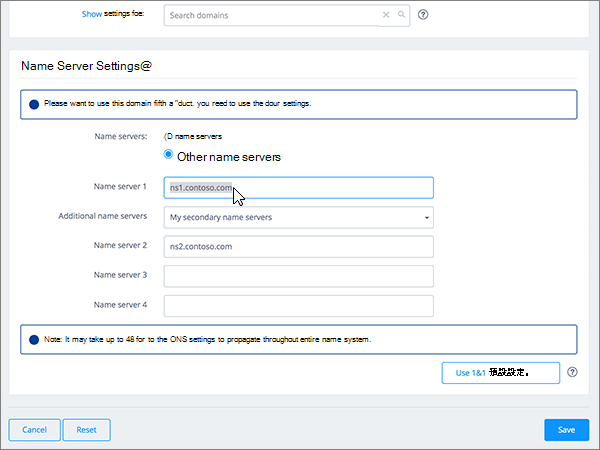 Show settings foe:
Search domains
Name Server Settings@
Please want to use this domain fifth a "duct. you reed to use the dour settings.
Name servers:
(D name servers
Other name servers
Name server 1
ns1.contoso.com
Additional name servers
My secondary name servers
Name server 2
ns2.contoso.com
Name server 3
Name server 4
Note: It may take up to 48 for to the ONS settings to propagate throughout entire name system.
Use 1&1 預設設定。
Cancel
Reset
Save